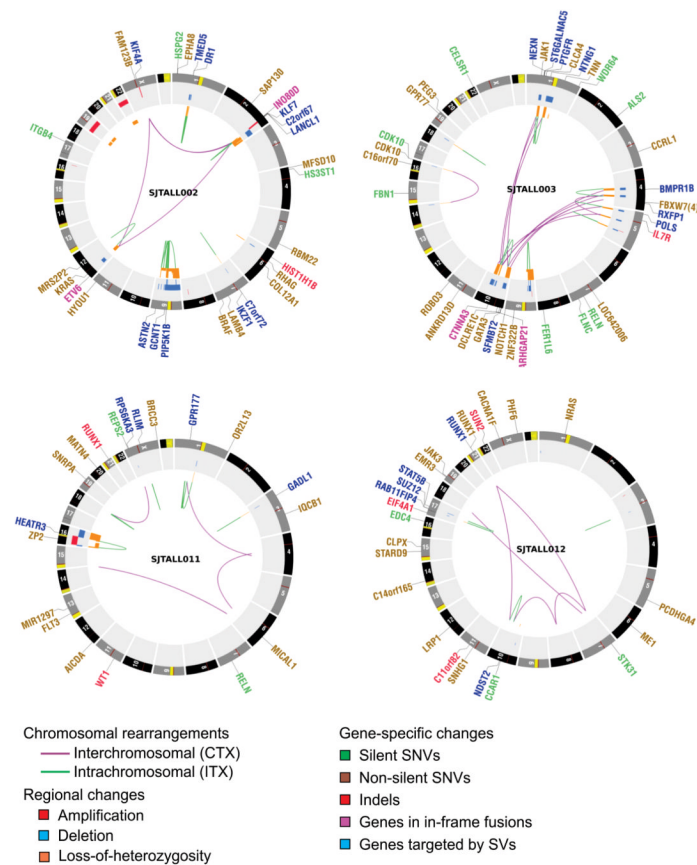 FAM123B
KIF4A
HSPG2
EPHA8
TMED5
DR1
SAP130
INO80D
KLF7
C2orf67
LANCL1
MFSD10
HS3ST1
RBM22
HIST1H1B
RHAG
COL12A1
C7orf72
IKZF1
LAMB4
BRAF
PIP5K1B
GCNT1
ASTN2
HYOU1
ETV6
KRAS
MRS2P2
ITGB4
SJTALL002
CELSR1
NEXN
JAK1
ST6GALNAC5
PTGFR
CLCA4
NTNG1
TNN
WDR64
ALS2
CCRL1
BMPR1B
FBXW7(4)
RXFP1
POLS
IL7R
LOC642006
RELN
FLNC
FER1L6
ARHGAP21
ZNF322B
NOTCH1
SFMBT2
GATA3
DCLRE1C
CTNNA3
ANKRD13D
ROBO3
FBN1
C16orf70
CDK10
CDK10
GPR77
PEG3
SJTALL003
RUNX1
REPS2
RPS6KA3
RLIM
BRCC3
GPR177
OR2L13
GADL1
IQCB1
MICAL1
RELN
WT1
AICDA
FLT3
MIR1297
ZP2
HEATR3
SNRPA
MATN4
SJTALL011
RUNX1
RUNX1
SUN2
CACNA1F
PHF6
NRAS
PCDHGA4
ME1
STK31
CCAR1
NDST2
SNHG1
C11orf82
LRP1
C14orf165
STARD9
CLPX
EDC4
EIF4A1
RAB11FIP4
SUZ12
STAT5B
EMR3
JAK3
SJTALL012
Chromosomal rearrangements
Interchromosomal (CTX)
Intrachromosomal (ITX)
Regional changes
Amplification
Deletion
Loss-of-heterozygosity
Gene-specific changes
Silent SNVs
Non-silent SNVs
Indels
Genes in in-frame fusions
Genes targeted by SVs